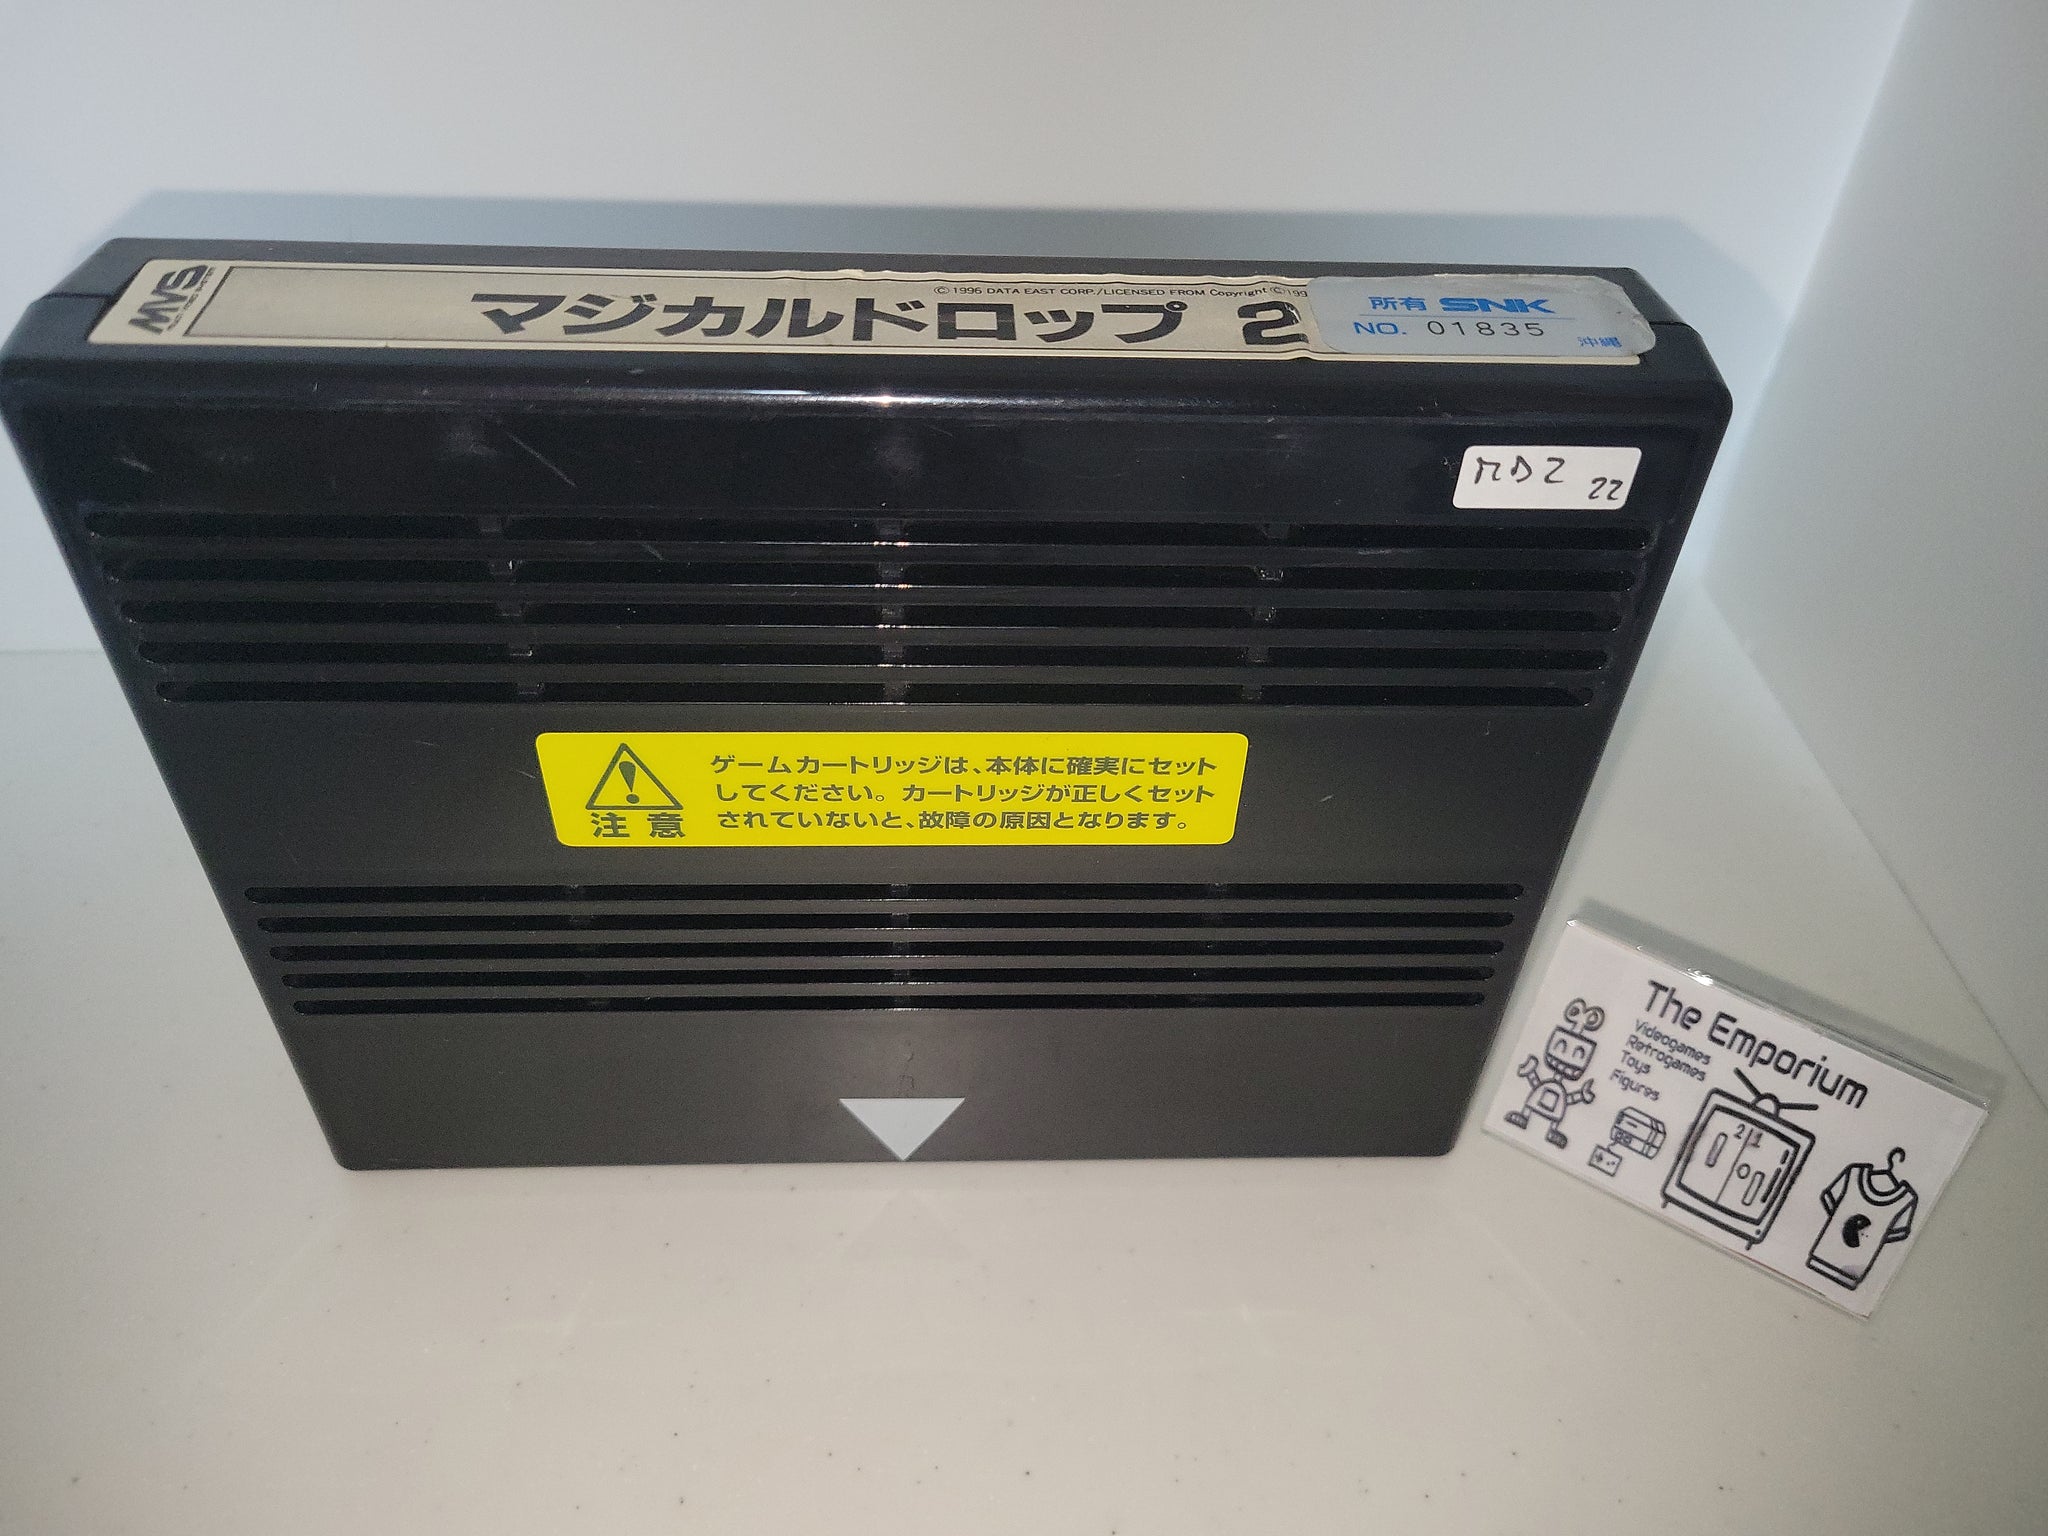 MVS
© 1996 DATA EAST CORP./LICENSED FROM Copyright © 199
マジカルドロップ 2
所有 SNK
NO. 01835
沖縄
MD2 22
注意
ゲームカートリッジは、本体に確実にセット
してください。カートリッジが正しくセット
されていないと、故障の原因となります。
The Emporium
Videogames
Retrogames
Toys
Figures
2 1